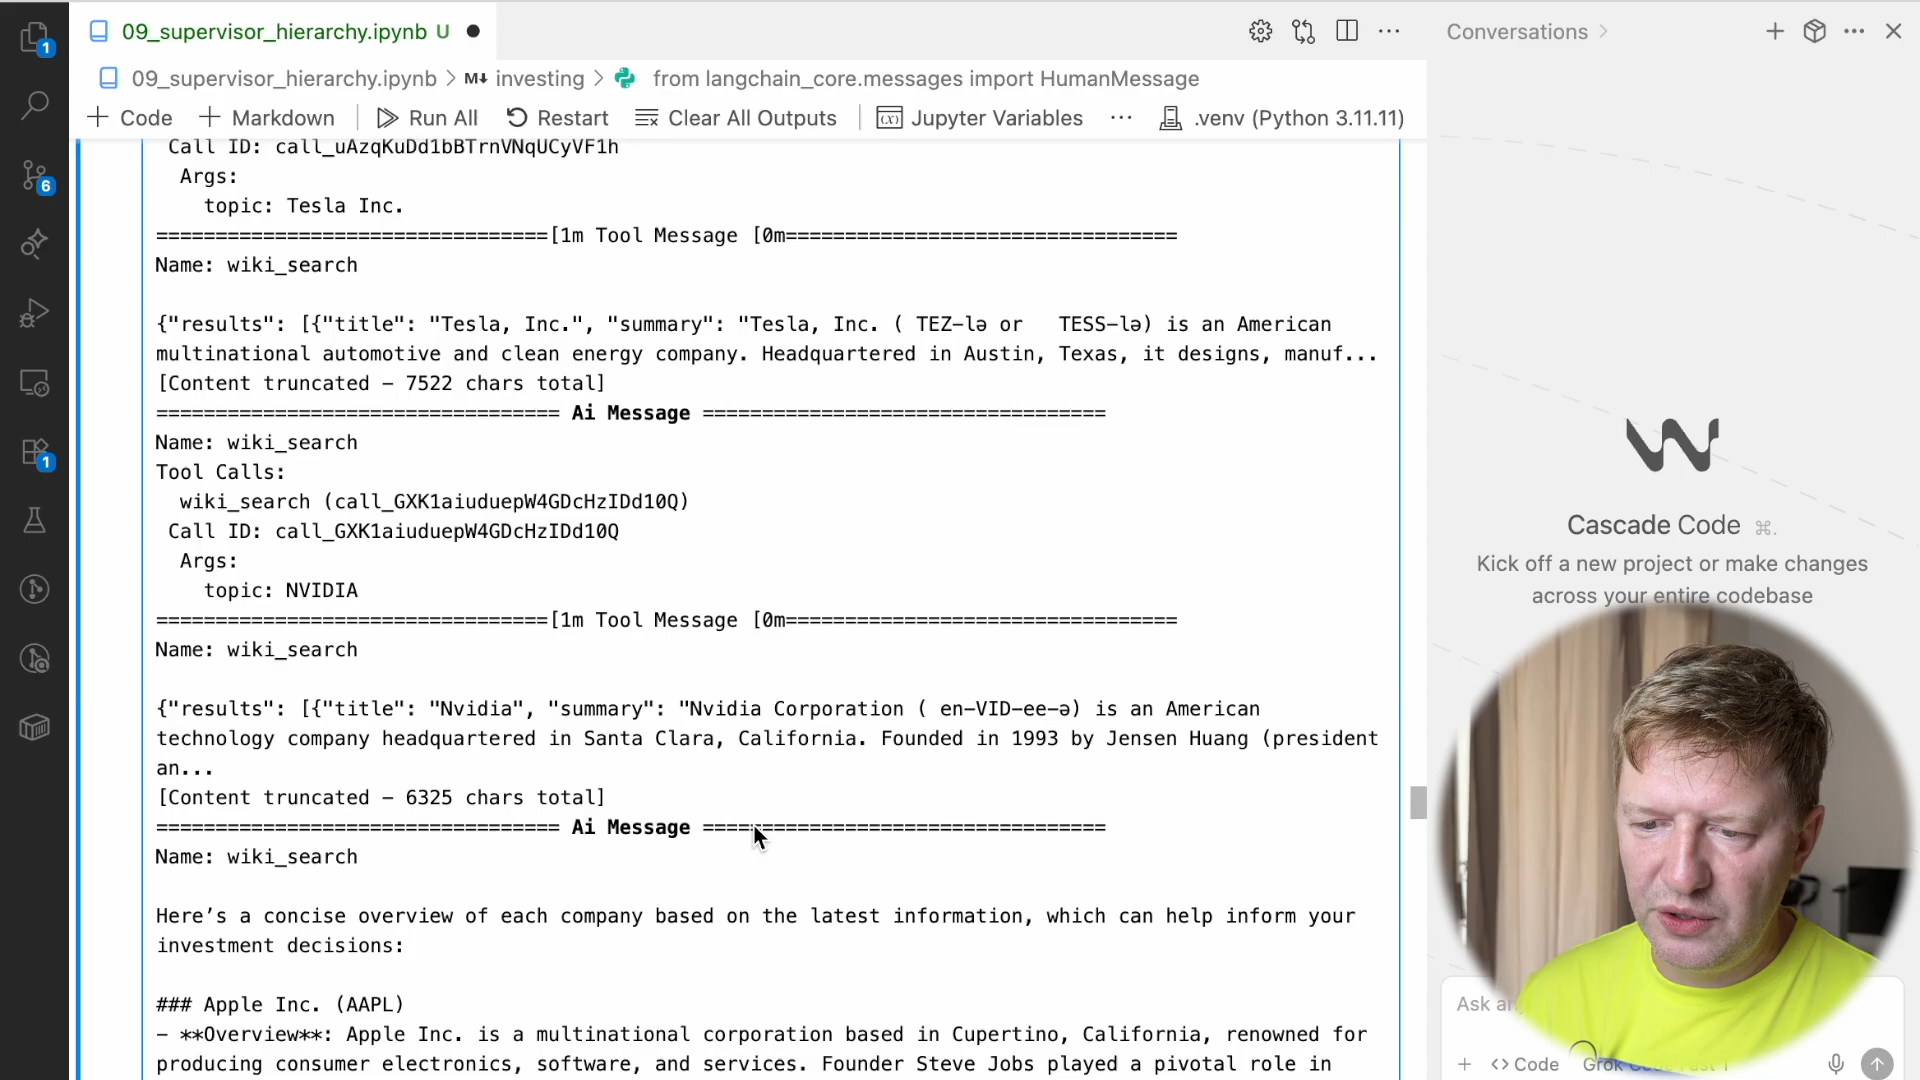 09_supervisor_hierarchy.ipynb U
Conversations
09_supervisor_hierarchy.ipynb > M↓ investing > from langchain_core.messages import HumanMessage
+ Code + Markdown Run All Restart Clear All Outputs Jupyter Variables ... .venv (Python 3.11.11)
1
6
1
Call ID: call_uAzqKuDd1bBTrnVNqUCyVF1h
Args:
topic: Tesla Inc.
=================================[1m Tool Message [0m=================================
Name: wiki_search
{"results": [{"title": "Tesla, Inc.", "summary": "Tesla, Inc. ( TEZ-lə or   TESS-lə) is an American
multinational automotive and clean energy company. Headquartered in Austin, Texas, it designs, manuf...
[Content truncated – 7522 chars total]
================================== Ai Message ==================================
Name: wiki_search
Tool Calls:
wiki_search (call_GXK1aiuduepW4GDcHzIDd10Q)
Call ID: call_GXK1aiuduepW4GDcHzIDd10Q
Args:
topic: NVIDIA
=================================[1m Tool Message [0m=================================
Name: wiki_search
{"results": [{"title": "Nvidia", "summary": "Nvidia Corporation ( en-VID-ee-ə) is an American
technology company headquartered in Santa Clara, California. Founded in 1993 by Jensen Huang (president
an...
[Content truncated – 6325 chars total]
================================== Ai Message ==================================
Name: wiki_search
Here's a concise overview of each company based on the latest information, which can help inform your
investment decisions:
### Apple Inc. (AAPL)
– **Overview**: Apple Inc. is a multinational corporation based in Cupertino, California, renowned for
producing consumer electronics, software, and services. Founder Steve Jobs played a pivotal role in
Cascade Code ⌘.
Kick off a new project or make changes
across your entire codebase
Ask
+ <> Code